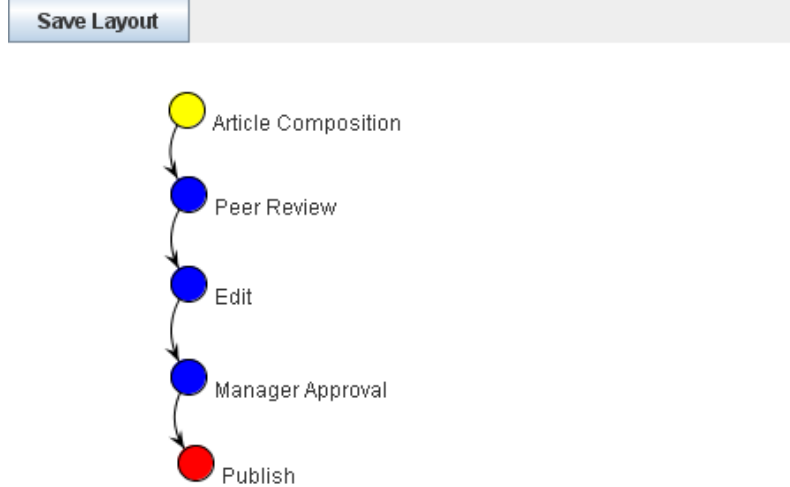 Save Layout
Article Composition
Peer Review
Edit
Manager Approval
Publish